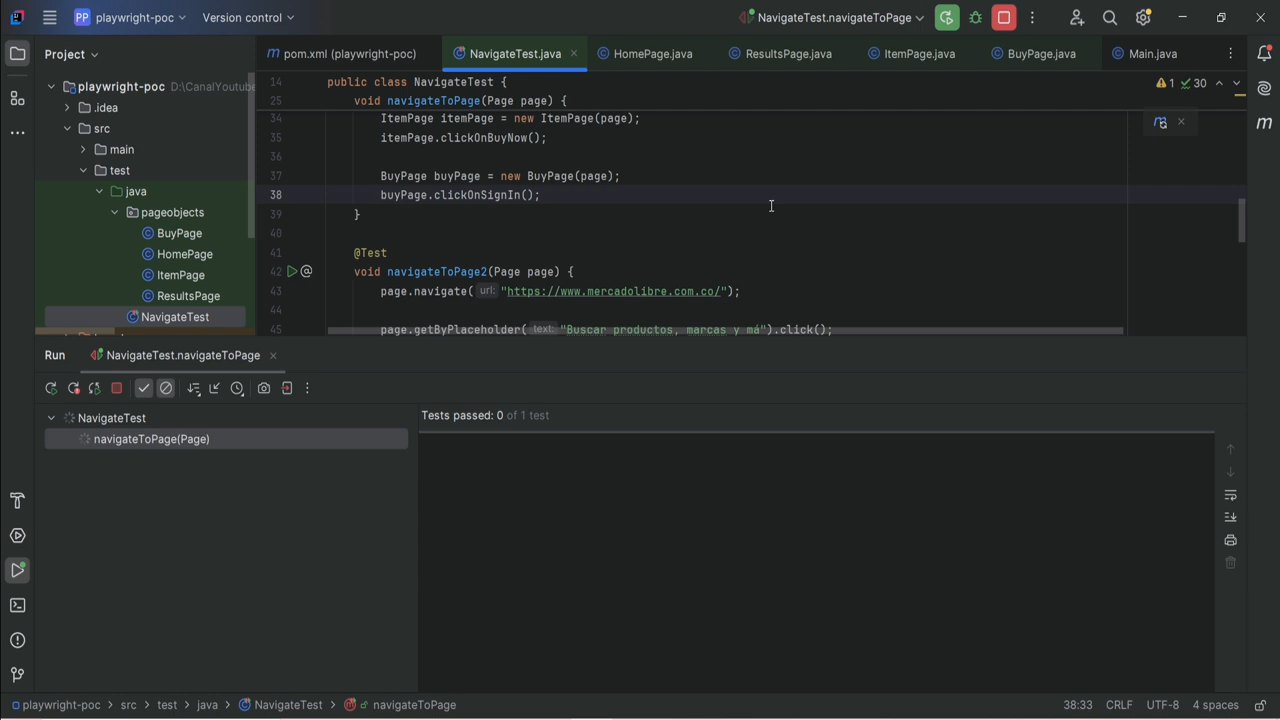 PP playwright-poc Version control NavigateTest.navigateToPage
Project pom.xml (playwright-poc) NavigateTest.java HomePage.java ResultsPage.java ItemPage.java BuyPage.java Main.java
playwright-poc D:\CanalYoutube
.idea
src
main
test
java
pageobjects
BuyPage
HomePage
ItemPage
ResultsPage
NavigateTest
1 30
14 public class NavigateTest {
25 void navigateToPage(Page page) {
34 ItemPage itemPage = new ItemPage(page);
35 itemPage.clickOnBuyNow();
36
37 BuyPage buyPage = new BuyPage(page);
38 buyPage.clickOnSignIn();
39 }
40
41 @Test
42 void navigateToPage2(Page page) {
43 page.navigate( url: "https://www.mercadolibre.com.co/");
44
45 page.getByPlaceholder( text: "Buscar productos, marcas y má").click();
Run NavigateTest.navigateToPage
NavigateTest
navigateToPage(Page)
Tests passed: 0 of 1 test
playwright-poc src test java NavigateTest navigateToPage 38:33 CRLF UTF-8 4 spaces